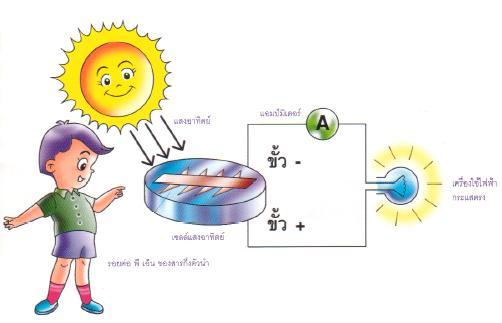 แสงอาทิตย์
แอมป์มิเตอร์
A
ขั้ว -
เครื่องใช้ไฟฟ้า
กระแสตรง
ขั้ว +
เซลล์แสงอาทิตย์
รอยต่อ พี เอ็น ของสารกึ่งตัวนำ